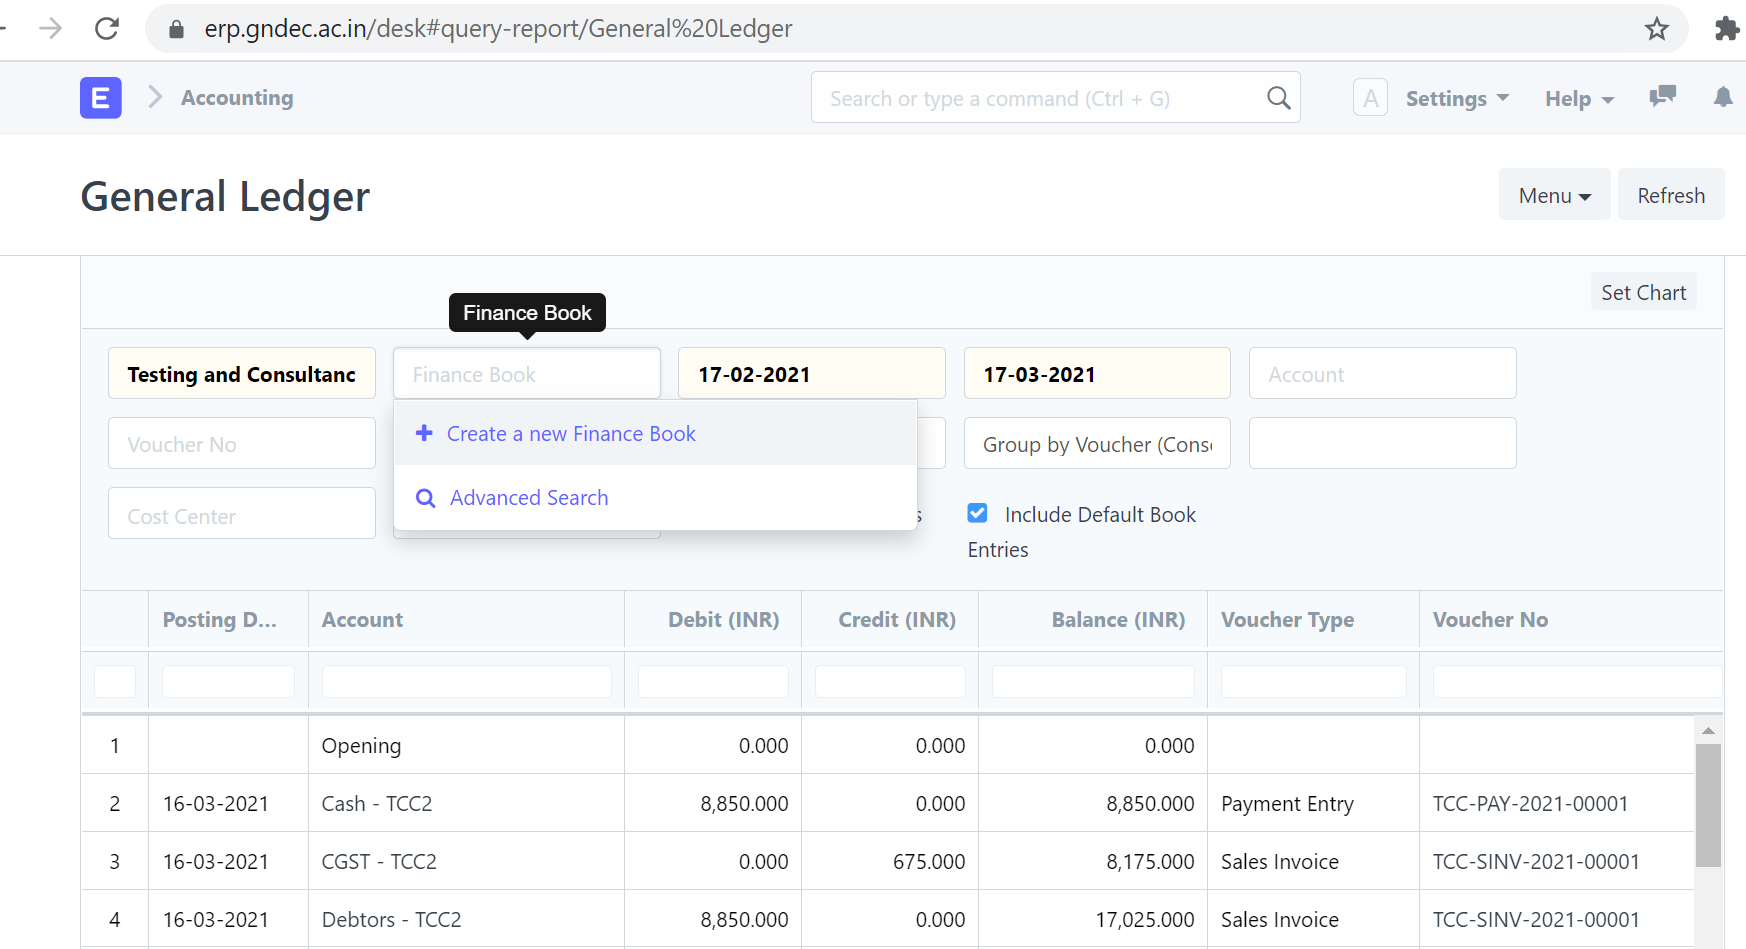 erp.gndec.ac.in/desk#query-report/General%20Ledger
E Accounting Search or type a command (Ctrl + G) A Settings Help
General Ledger Menu Refresh
Set Chart
Finance Book
Testing and Consultanc Finance Book 17-02-2021 17-03-2021 Account
Voucher No Create a new Finance Book Group by Voucher (Cons
Cost Center Advanced Search s Include Default Book
Entries
Posting D... Account Debit (INR) Credit (INR) Balance (INR) Voucher Type Voucher No
1 Opening 0.000 0.000 0.000
2 16-03-2021 Cash - TCC2 8,850.000 0.000 8,850.000 Payment Entry TCC-PAY-2021-00001
3 16-03-2021 CGST - TCC2 0.000 675.000 8,175.000 Sales Invoice TCC-SINV-2021-00001
4 16-03-2021 Debtors - TCC2 8,850.000 0.000 17,025.000 Sales Invoice TCC-SINV-2021-00001